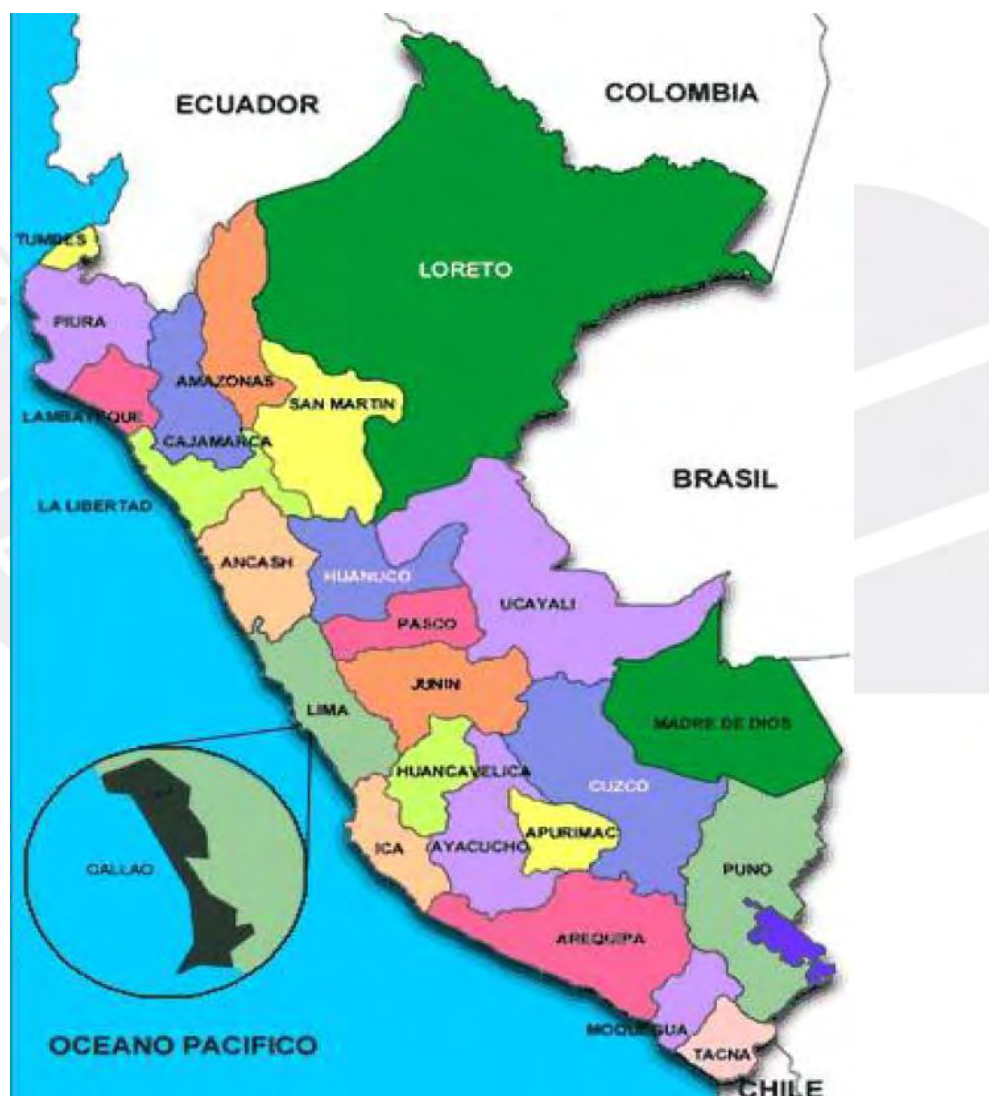 ECUADOR
COLOMBIA
TUMBES
LORETO
PIURA
AMAZONAS
SAN MARTIN
LAMBAYEQUE
CAJAMARCA
BRASIL
LA LIBERTAD
ANCASH
HUANUCO
UCAYALI
PASCO
JUNIN
LIMA
MADRE DE DIOS
HUANCAVELICA
CUZCO
APURIMAC
ICA
AYACUCHO
CALLAO
PUNO
AREQUIPA
MOQUEGUA
OCEANO PACIFICO
TACNA
CHILE